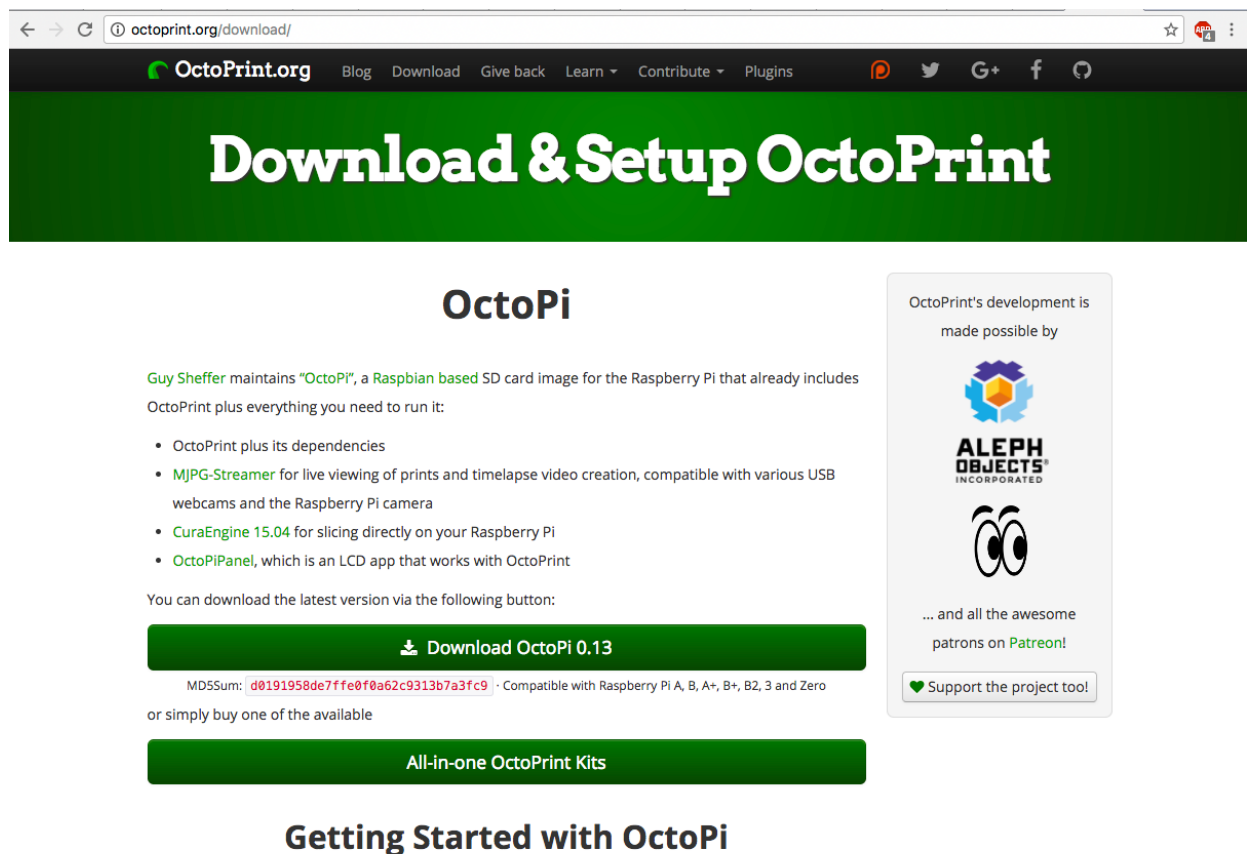 octoprint.org/download/
ABP
4
OctoPrint.org Blog Download Give back Learn Contribute Plugins G+ f
Download & Setup OctoPrint
OctoPi
Guy Sheffer maintains “OctoPi”, a Raspbian based SD card image for the Raspberry Pi that already includes
OctoPrint plus everything you need to run it:
• OctoPrint plus its dependencies
• MJPG-Streamer for live viewing of prints and timelapse video creation, compatible with various USB
webcams and the Raspberry Pi camera
• CuraEngine 15.04 for slicing directly on your Raspberry Pi
• OctoPiPanel, which is an LCD app that works with OctoPrint
You can download the latest version via the following button:
Download OctoPi 0.13
MD5Sum: d0191958de7ffe0f0a62c9313b7a3fc9 · Compatible with Raspberry Pi A, B, A+, B+, B2, 3 and Zero
or simply buy one of the available
All-in-one OctoPrint Kits
Getting Started with OctoPi
OctoPrint's development is
made possible by
ALEPH
OBJECTS®
INCORPORATED
... and all the awesome
patrons on Patreon!
Support the project too!